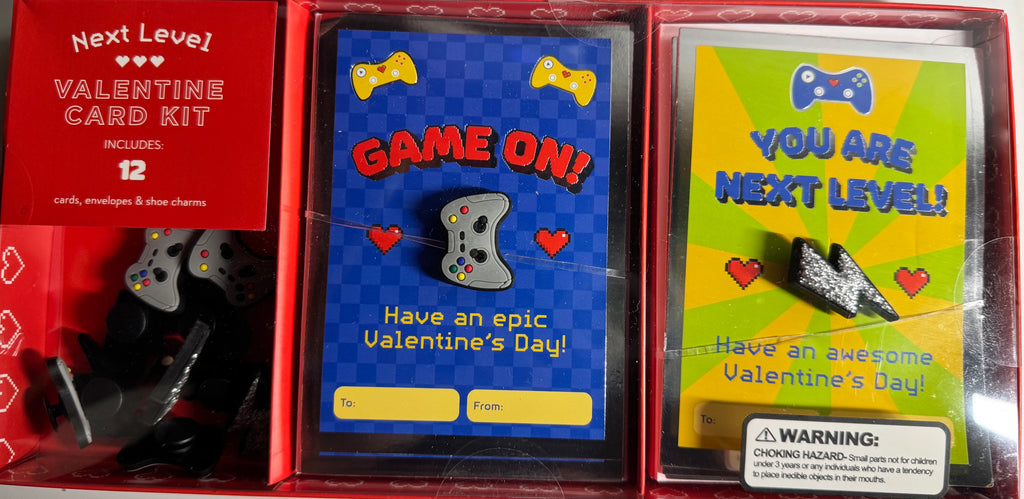 Next Level
VALENTINE
CARD KIT
INCLUDES:
12
cards, envelopes & shoe charms
GAME ON!
Have an epic
Valentine's Day!
To:
From:
YOU ARE
NEXT LEVEL!
Have an awesome
Valentine's Day!
To:
WARNING:
CHOKING HAZARD- Small parts not for children
under 3 years or any individuals who have a tendency
to place inedible objects in their mouths.